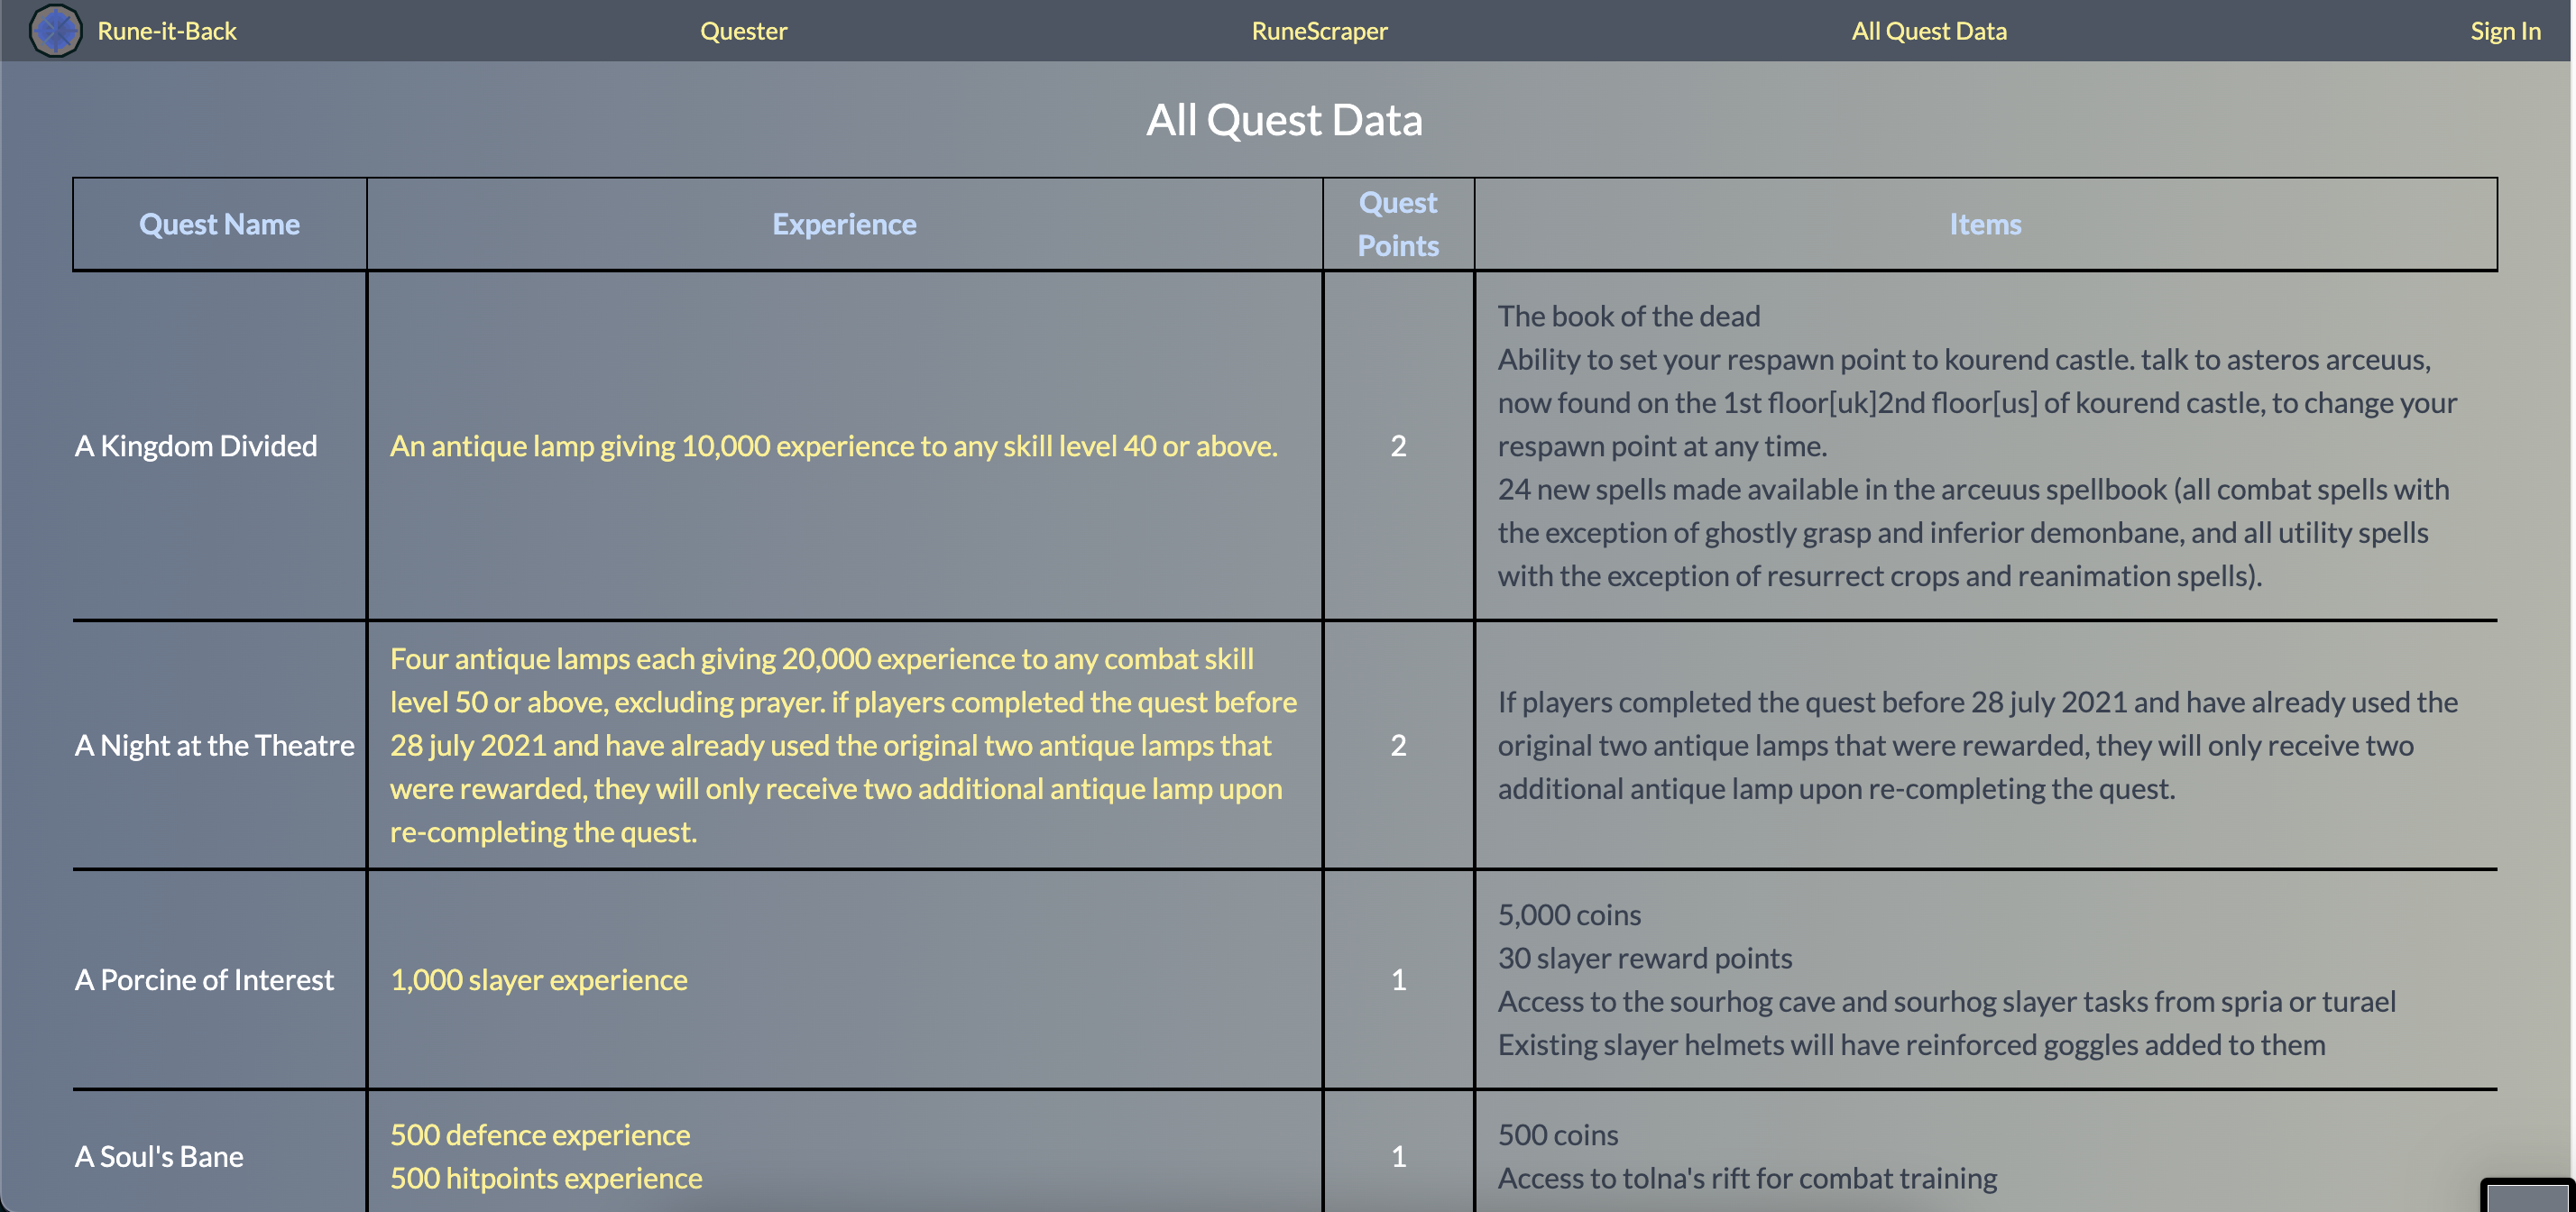 Rune-it-Back
Quester
RuneScraper
All Quest Data
Sign In
All Quest Data
Quest Name
Experience
Quest
Points
Items
A Kingdom Divided
An antique lamp giving 10,000 experience to any skill level 40 or above.
2
The book of the dead
Ability to set your respawn point to kourend castle. talk to asteros arceuus,
now found on the 1st floor[uk]2nd floor[us] of kourend castle, to change your
respawn point at any time.
24 new spells made available in the arceuus spellbook (all combat spells with
the exception of ghostly grasp and inferior demonbane, and all utility spells
with the exception of resurrect crops and reanimation spells).
A Night at the Theatre
Four antique lamps each giving 20,000 experience to any combat skill
level 50 or above, excluding prayer. if players completed the quest before
28 july 2021 and have already used the original two antique lamps that
were rewarded, they will only receive two additional antique lamp upon
re-completing the quest.
2
If players completed the quest before 28 july 2021 and have already used the
original two antique lamps that were rewarded, they will only receive two
additional antique lamp upon re-completing the quest.
A Porcine of Interest
1,000 slayer experience
1
5,000 coins
30 slayer reward points
Access to the sourhog cave and sourhog slayer tasks from spria or turael
Existing slayer helmets will have reinforced goggles added to them
A Soul's Bane
500 defence experience
500 hitpoints experience
1
500 coins
Access to tolna's rift for combat training